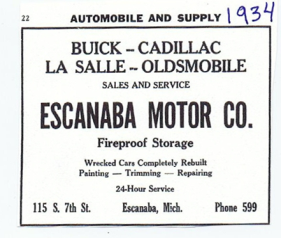 22 AUTOMOBILE AND SUPPLY 1934
BUICK -- CADILLAC
LA SALLE -- OLDSMOBILE
SALES AND SERVICE
ESCANABA MOTOR CO.
Fireproof Storage
Wrecked Cars Completely Rebuilt
Painting — Trimming — Repairing
24-Hour Service
115 S. 7th St. Escanaba, Mich. Phone 599